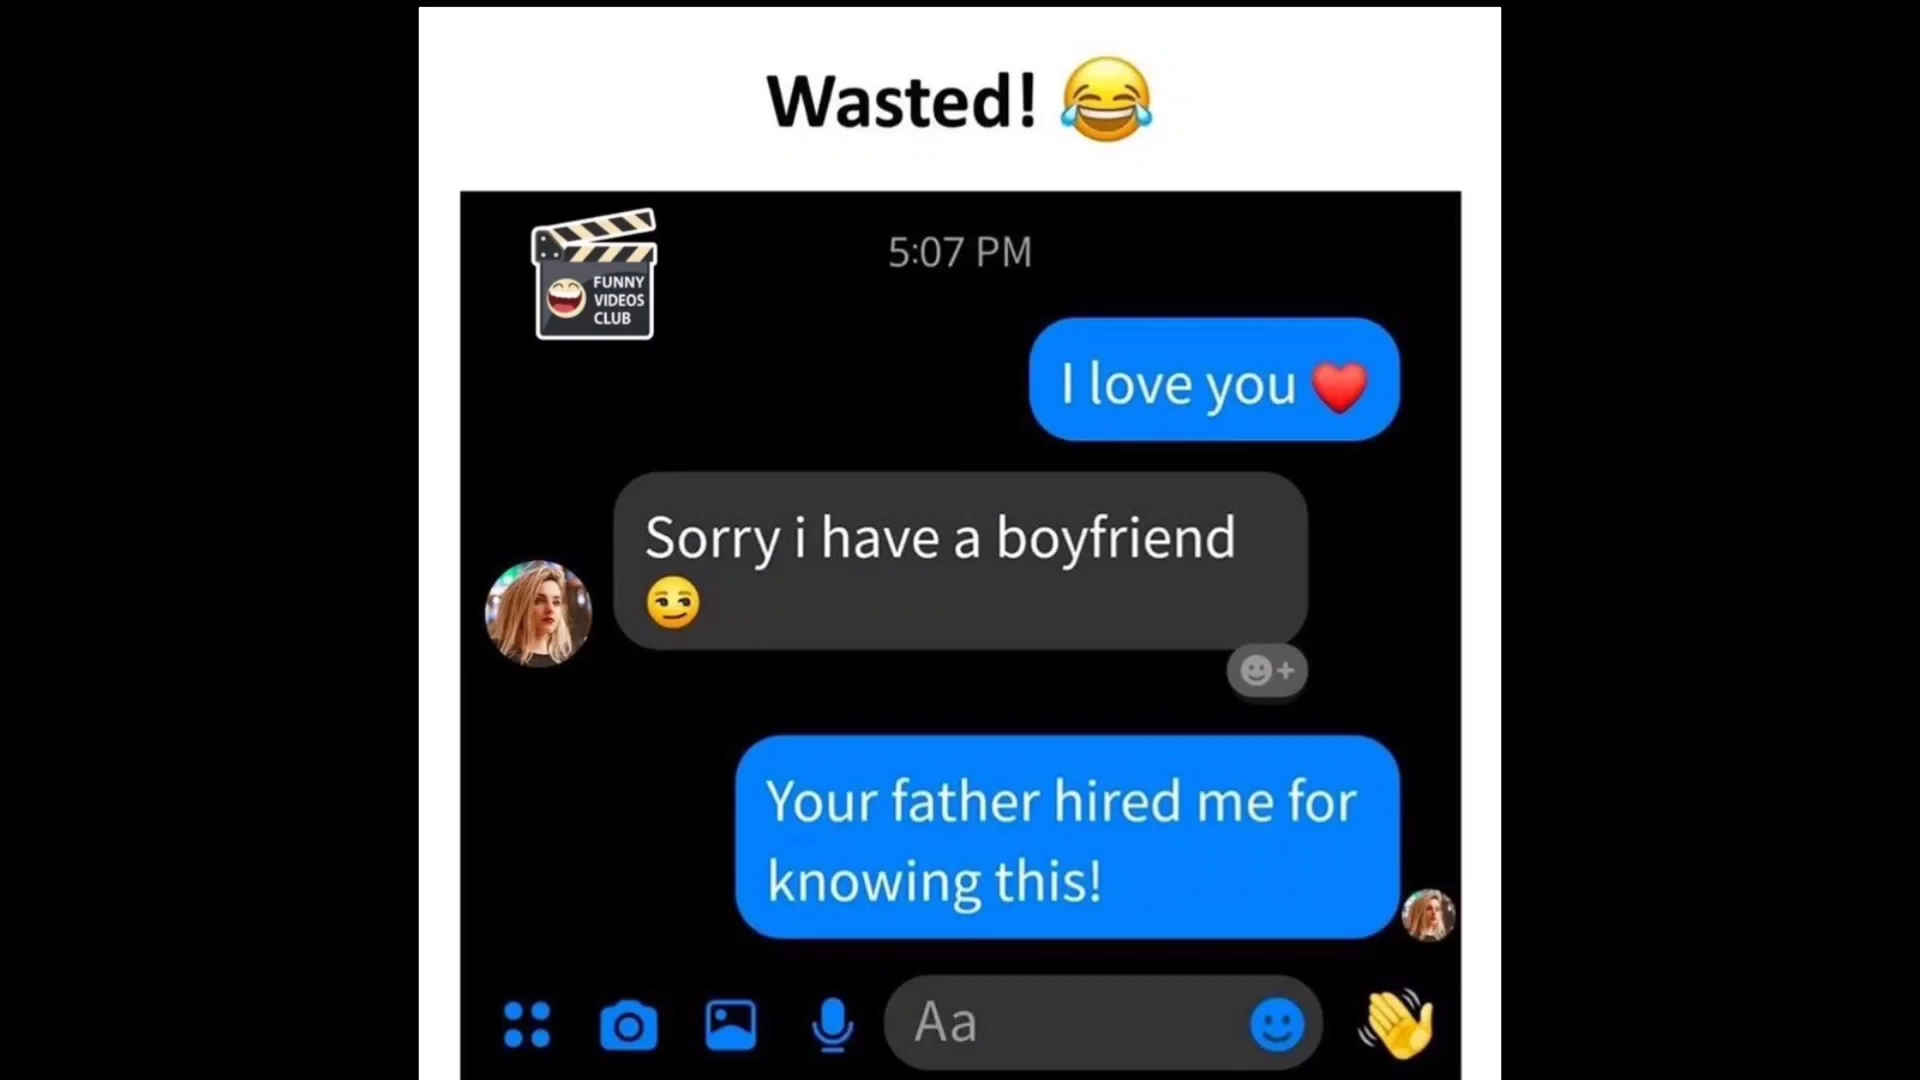 Wasted! 😂
FUNNY
VIDEOS
CLUB
5:07 PM
I love you ❤️
Sorry i have a boyfriend
😏
Your father hired me for
knowing this!
Aa